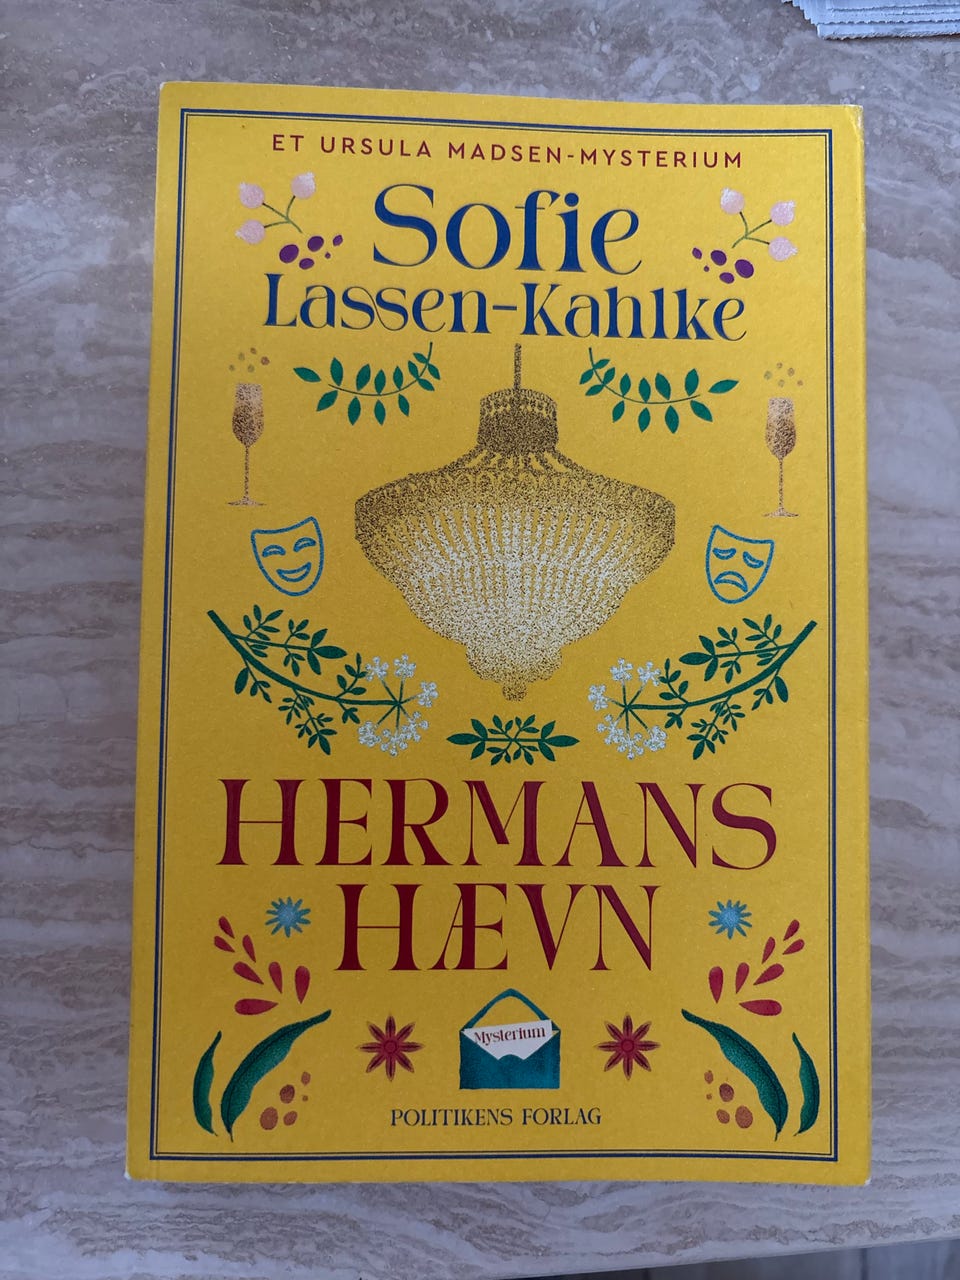 ET URSULA MADSEN-MYSTERIUM
Sofie
Lassen-Kahlke
HERMANS
HÆVN
Mysterium
POLITIKENS FORLAG